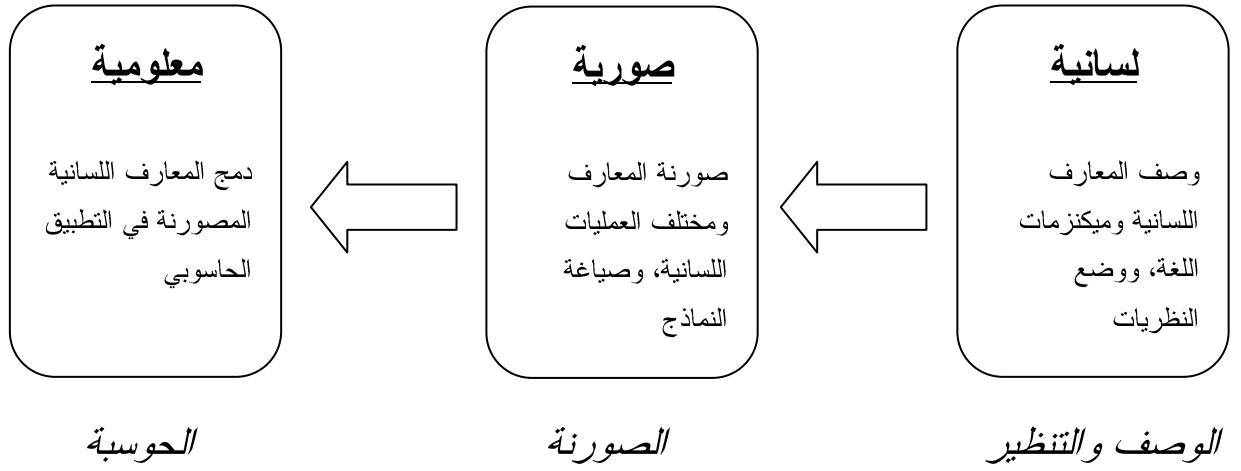 لسانية
وصف المعارف
اللسانية وميكنزمات
اللغة، ووضع
النظريات
الوصف والتنظير
صورية
صورنة المعارف
ومختلف العمليات
اللسانية، وصياغة
النماذج
الصورنة
معلومية
دمج المعارف اللسانية
المصورنة في التطبيق
الحاسوبي
الحوسبة